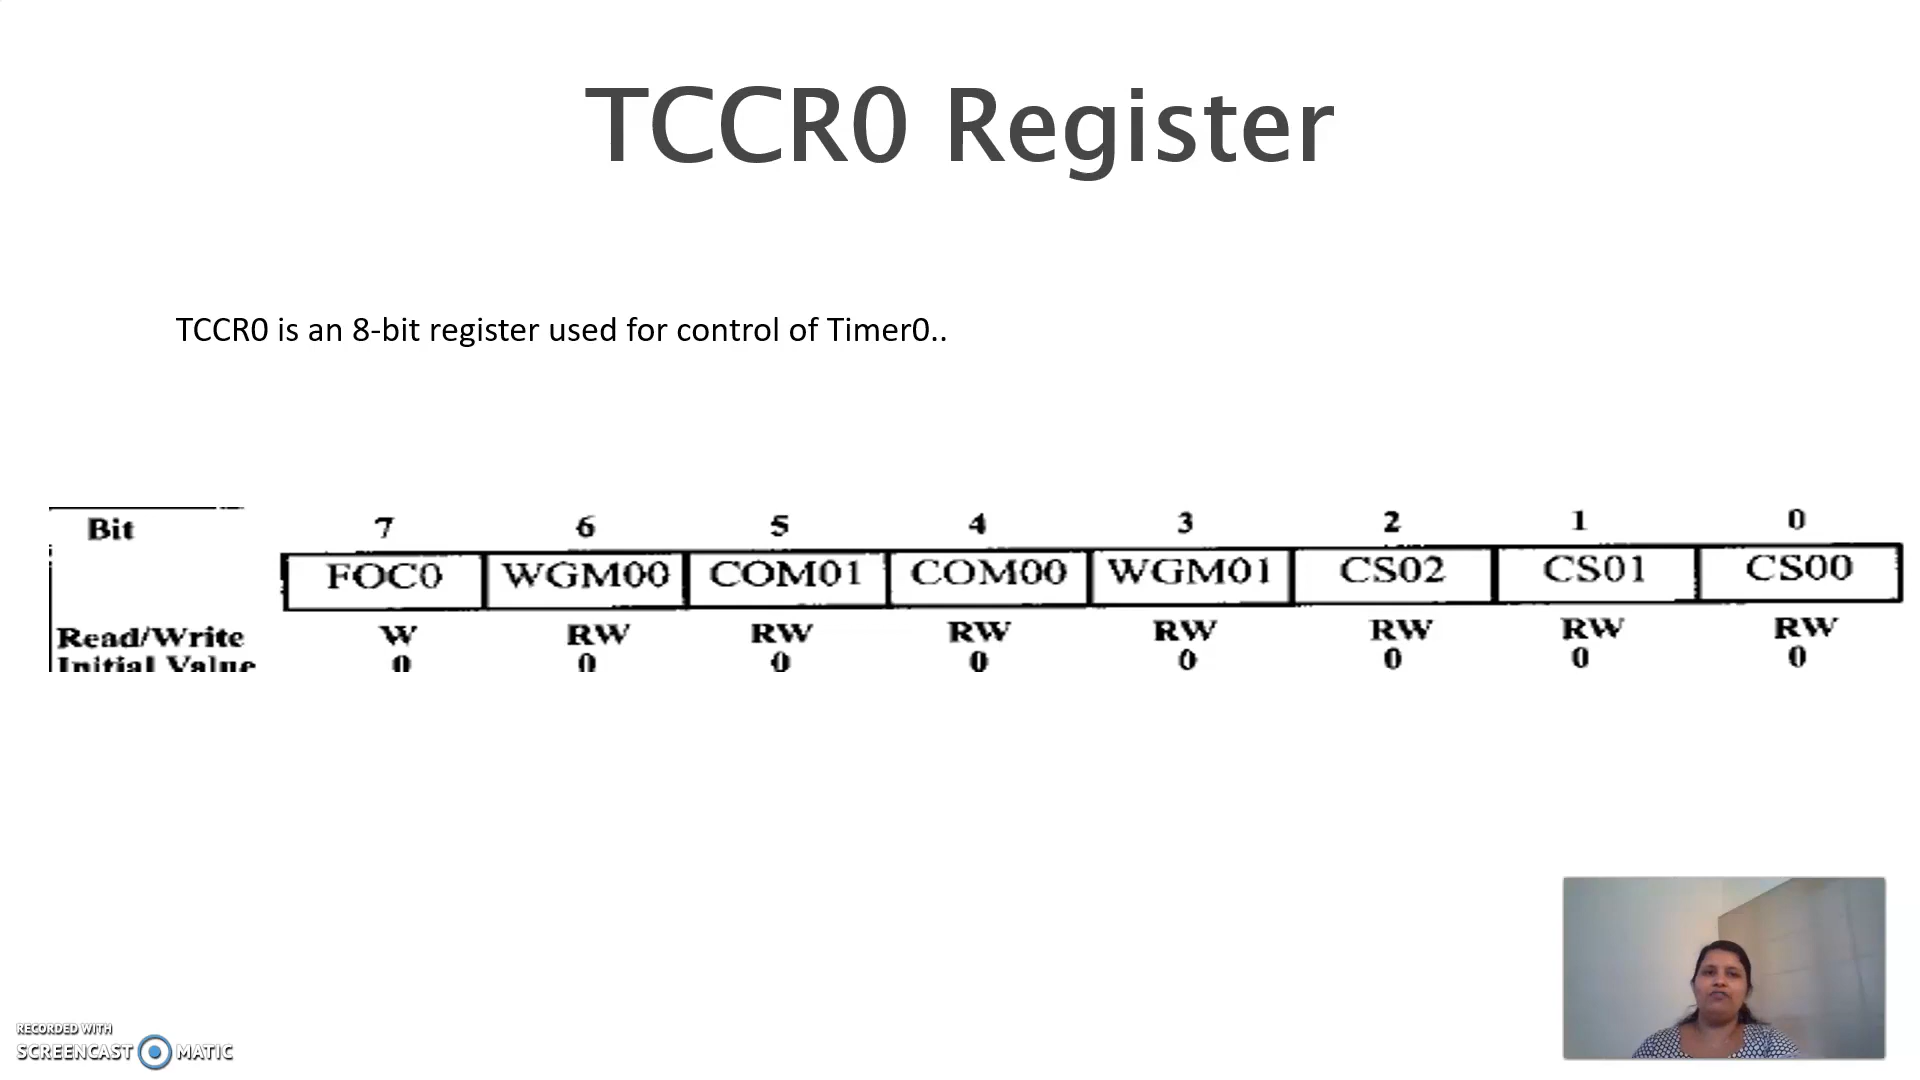 TCCR0 Register
TCCR0 is an 8-bit register used for control of Timer0..
Bit 7 6 5 4 3 2 1 0
FOC0 WGM00 COM01 COM00 WGM01 CS02 CS01 CS00
Read/Write W RW RW RW RW RW RW RW
Initial Value 0 0 0 0 0 0 0 0
RECORDED WITH
SCREENCAST MATIC